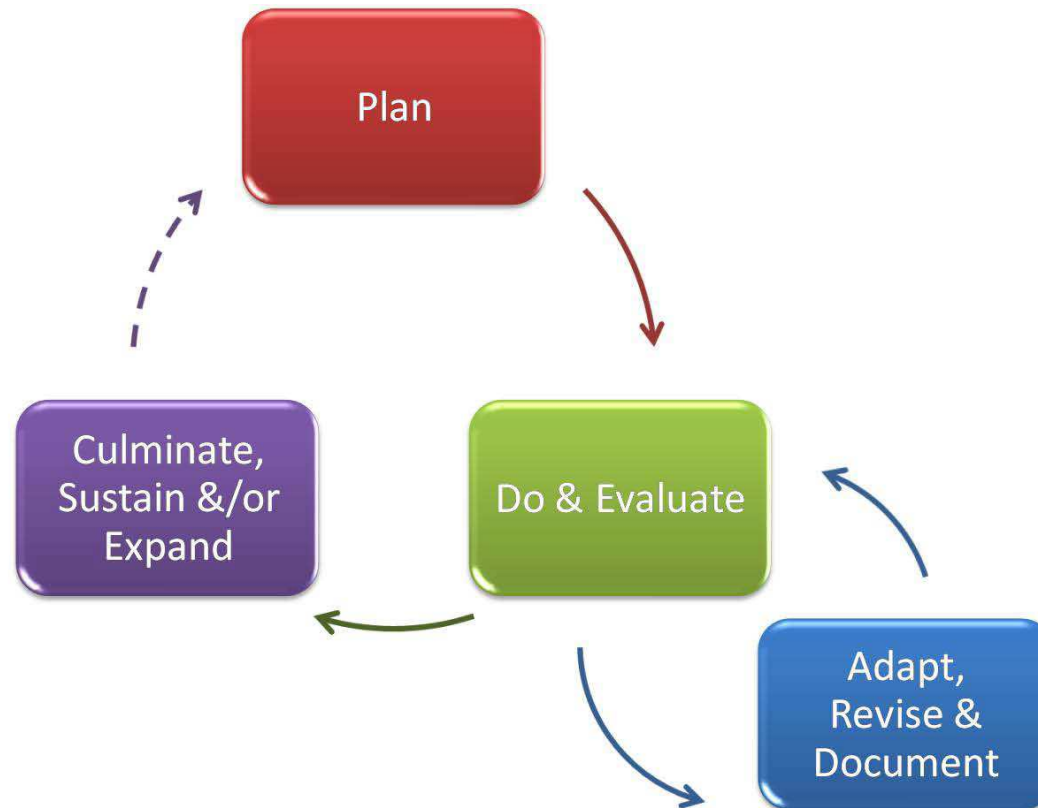 Plan
Culminate,
Sustain &/or
Expand
Do & Evaluate
Adapt,
Revise &
Document